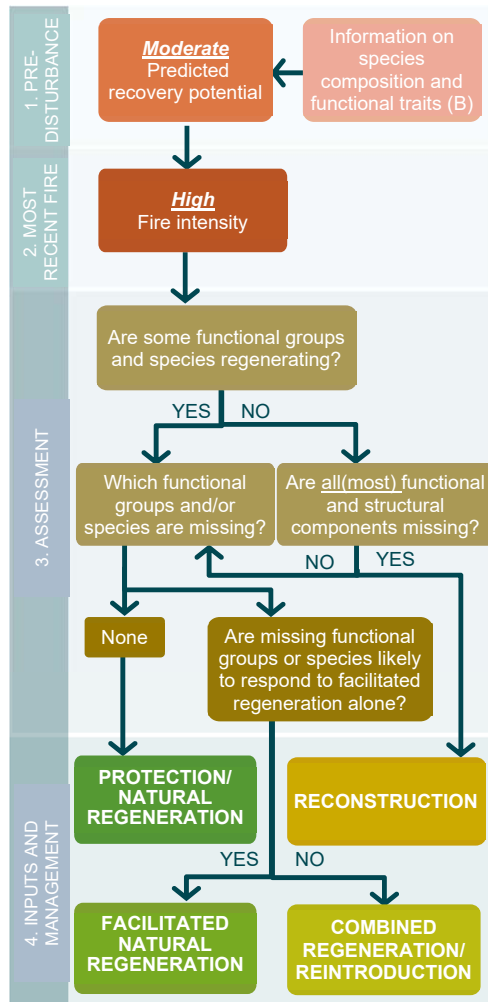 1. PRE-
DISTURBANCE
Moderate
Predicted
recovery potential
Information on
species
composition and
functional traits (B)
2. MOST
RECENT FIRE
High
Fire intensity
3. ASSESSMENT
Are some functional groups
and species regenerating?
YES
NO
Which functional
groups and/or
species are missing?
Are all(most) functional
and structural
components missing?
NO
YES
None
Are missing functional
groups or species likely
to respond to facilitated
regeneration alone?
4. INPUTS AND
MANAGEMENT
PROTECTION/
NATURAL
REGENERATION
RECONSTRUCTION
YES
NO
FACILITATED
NATURAL
REGENERATION
COMBINED
REGENERATION/
REINTRODUCTION